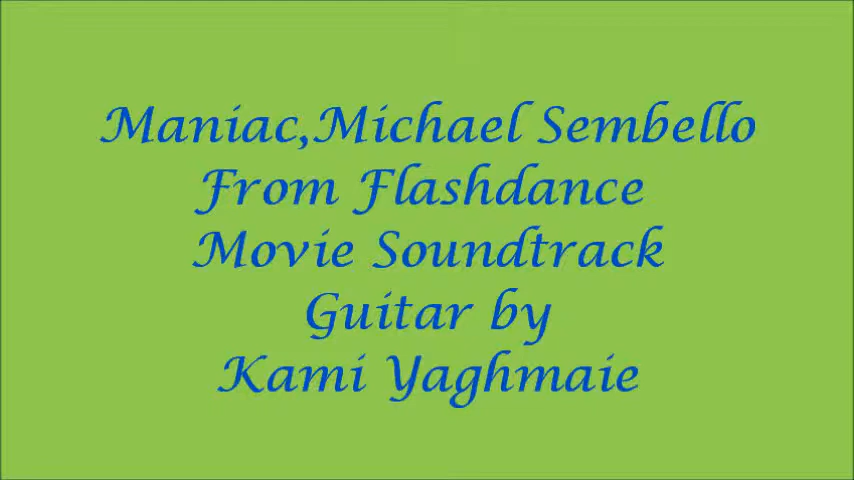 Maniac,Michael Sembello
From Flashdance
Movie Soundtrack
Guitar by
Kami Yaghmaie